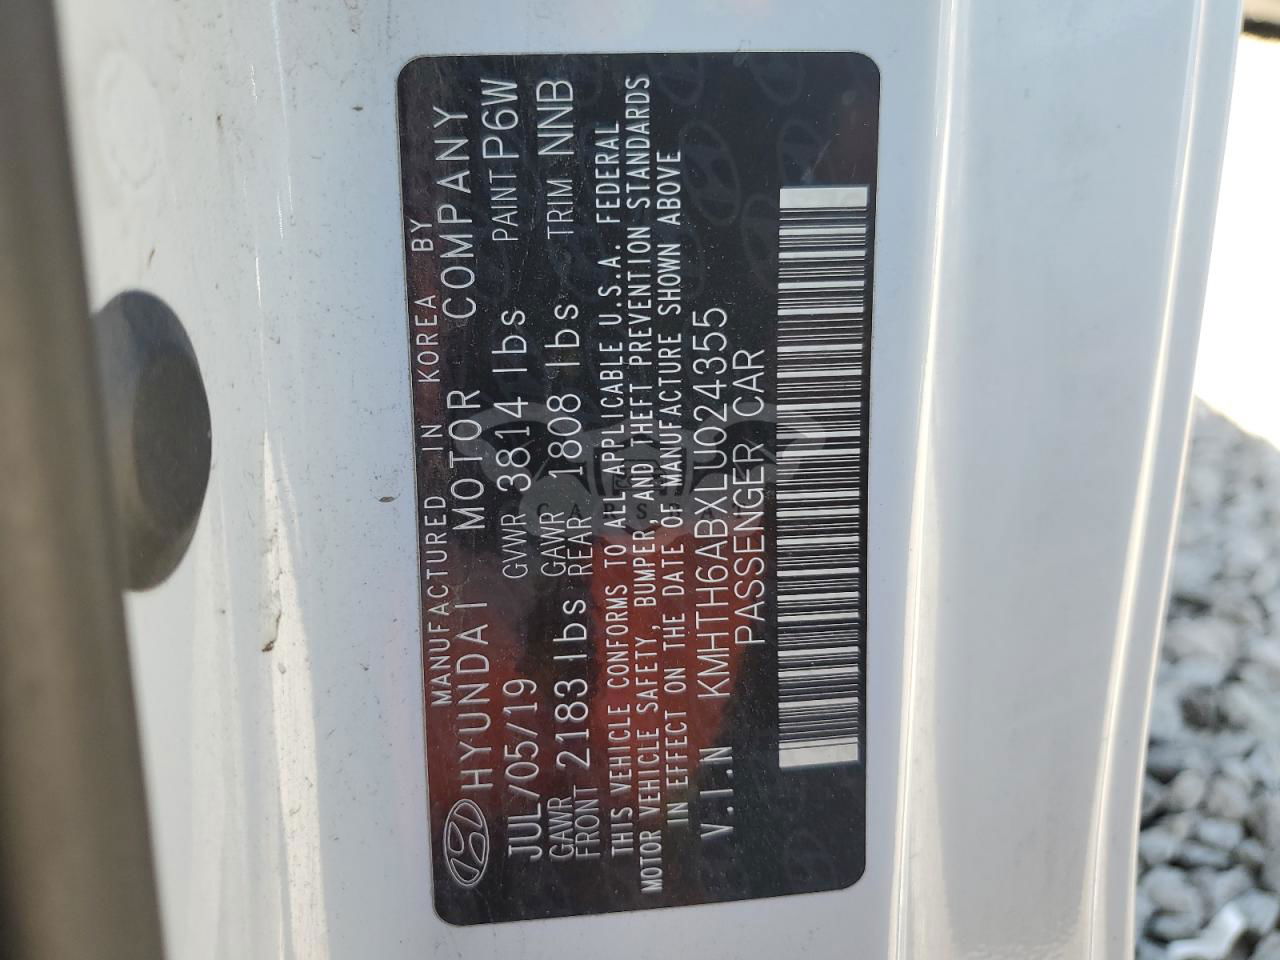 MANUFACTURED IN KOREA BY
HYUNDAI MOTOR COMPANY
JUL/05/19 GVWR 3814 lbs PAINT P6W
GAWR FRONT 2183 lbs GAWR REAR 1808 lbs TRIM NNB
THIS VEHICLE CONFORMS TO ALL APPLICABLE U.S.A. FEDERAL
MOTOR VEHICLE SAFETY, BUMPER AND THEFT PREVENTION STANDARDS
IN EFFECT ON THE DATE OF MANUFACTURE SHOWN ABOVE
V.I.N KMHTH6ABXLU024355
PASSENGER CAR